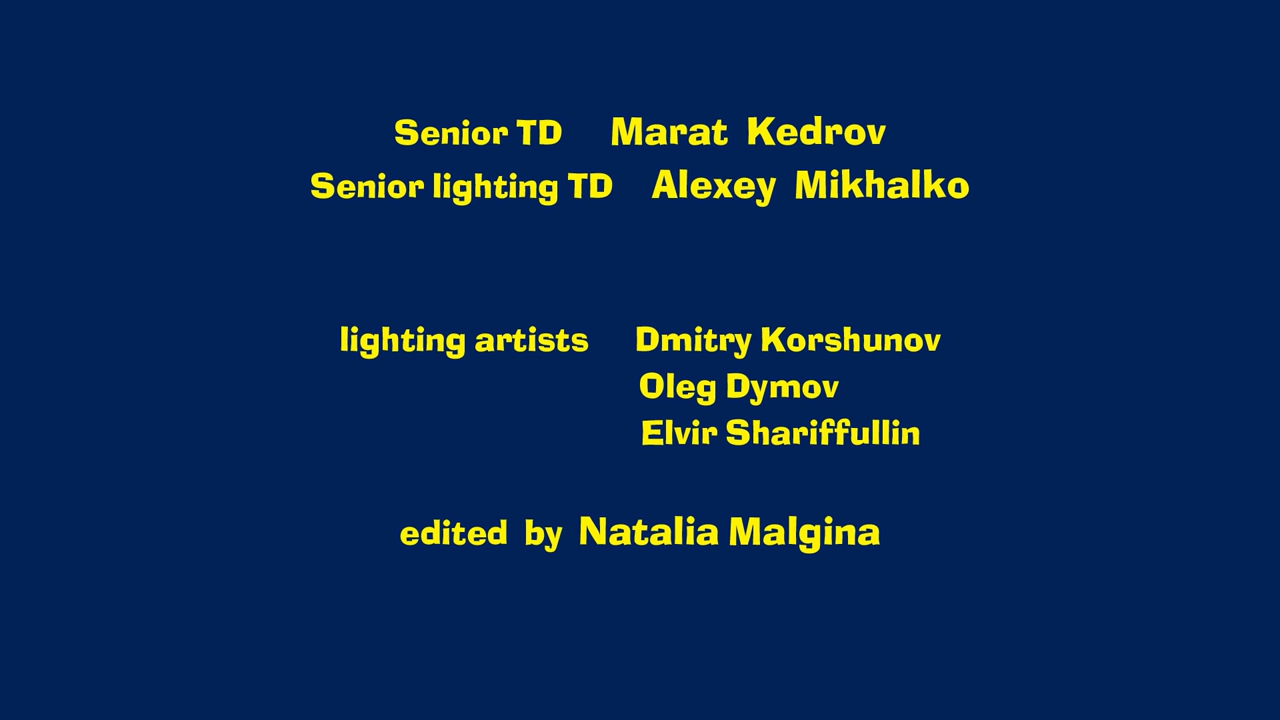 Senior TD Marat Kedrov
Senior lighting TD Alexey Mikhalko
lighting artists Dmitry Korshunov
Oleg Dymov
Elvir Shariffullin
edited by Natalia Malgina